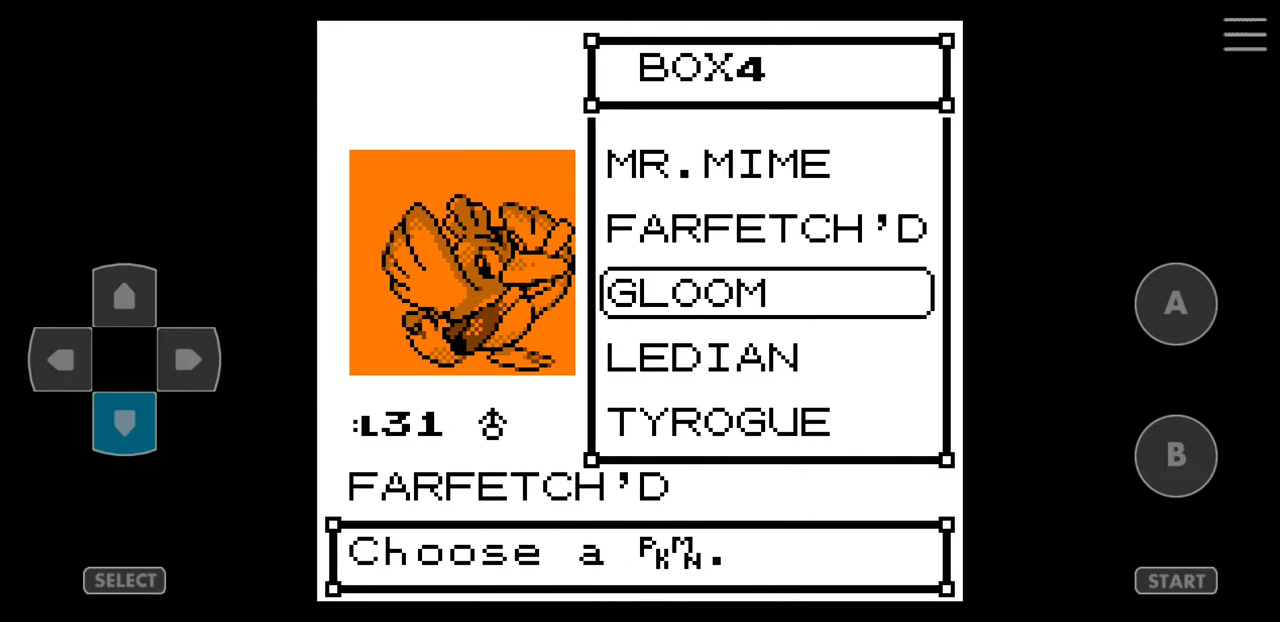 BOX4
MR.MIME
FARFETCH'D
GLOOM
LEDIAN
TYROGUE
:L31 ♂
FARFETCH'D
Choose a PKMN.
A
B
SELECT
START